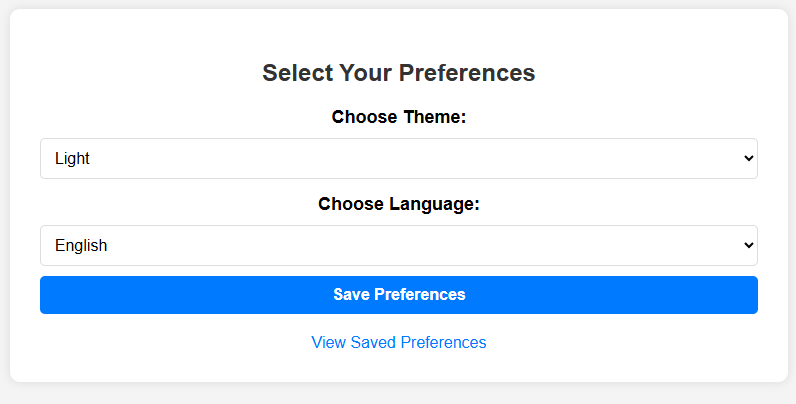 Select Your Preferences
Choose Theme:
Light
Choose Language:
English
Save Preferences
View Saved Preferences